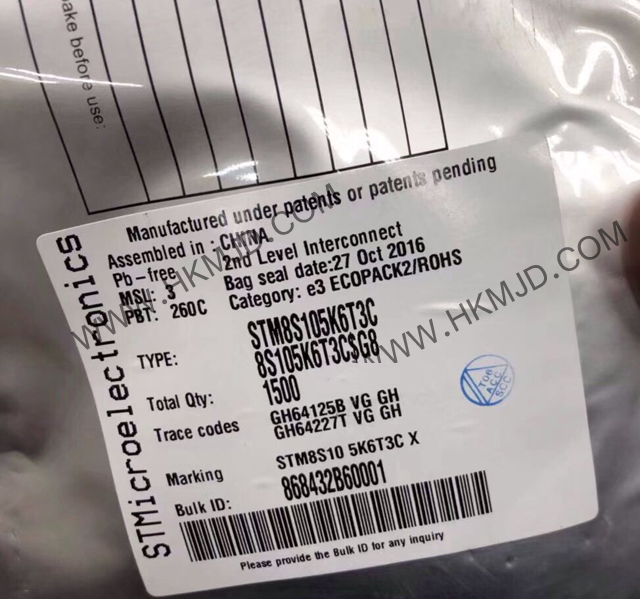 ake before use:
STMicroelectronics
Manufactured under patents or patents pending
Assembled in : CHINA
Pb-free 2nd Level Interconnect
MSL: 3 Bag seal date:27 Oct 2016
PBT: 260C Category: e3 ECOPACK2/ROHS
TYPE: STM8S105K6T3C
8S105K6T3C$G8
Total Qty: 1500
Trace codes GH64125B VG GH
GH64227T VG GH
Marking STM8S10 5K6T3C X
Bulk ID: 868432B60001
Please provide the Bulk ID for any inquiry
ACC
SCC
WWW.HKMJD.COM
WWW.HKMJD.COM
WWW.HKMJD.COM